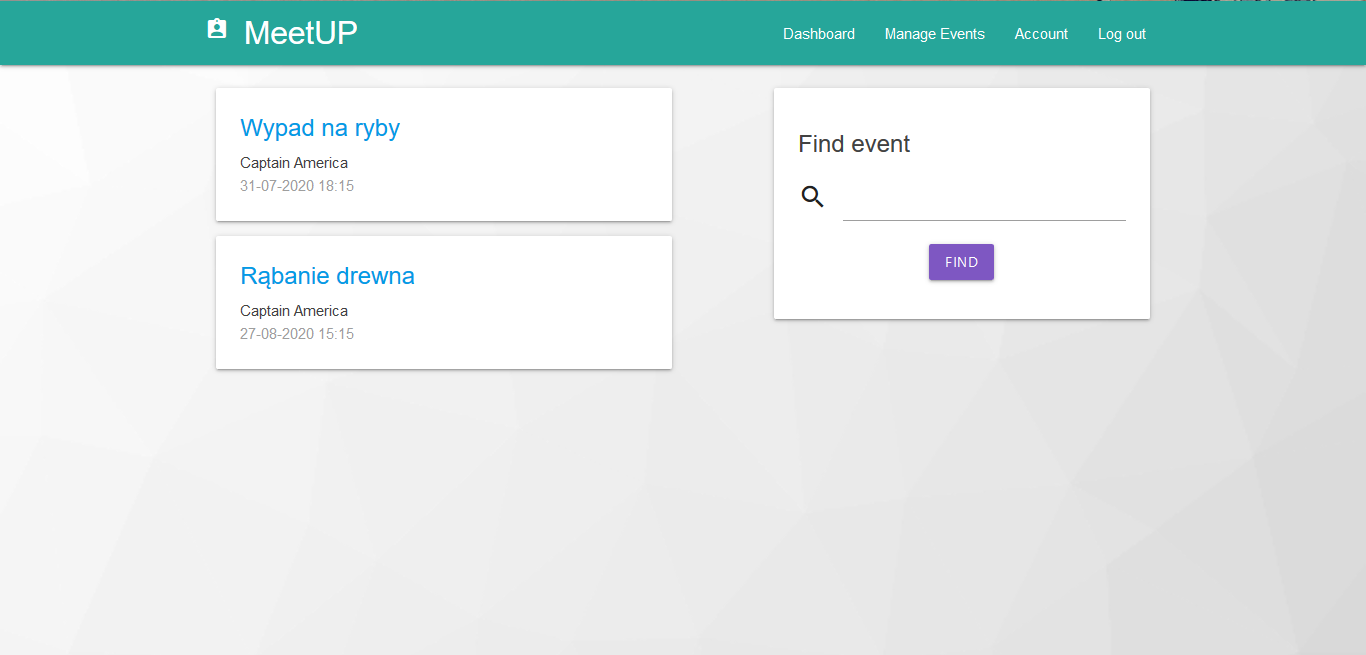 MeetUP
Dashboard Manage Events Account Log out
Wypad na ryby
Captain America
31-07-2020 18:15
Rąbanie drewna
Captain America
27-08-2020 15:15
Find event
FIND